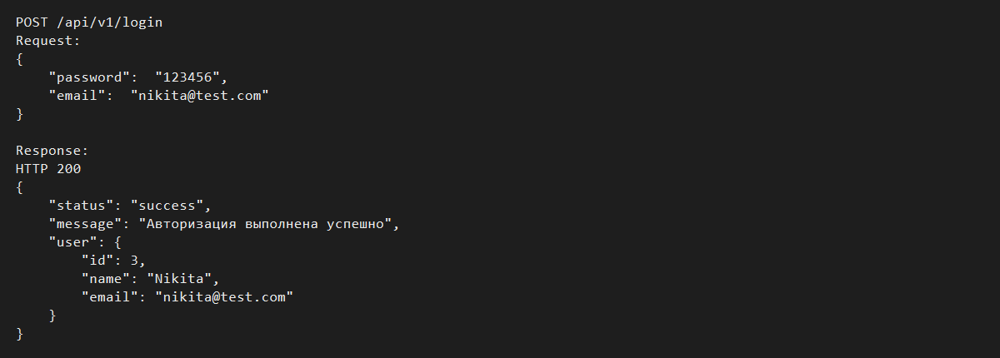 POST /api/v1/login
Request:
{
    "password":  "123456",
    "email":  "nikita@test.com"
}

Response:
HTTP 200
{
    "status": "success",
    "message": "Авторизация выполнена успешно",
    "user": {
        "id": 3,
        "name": "Nikita",
        "email": "nikita@test.com"
    }
}